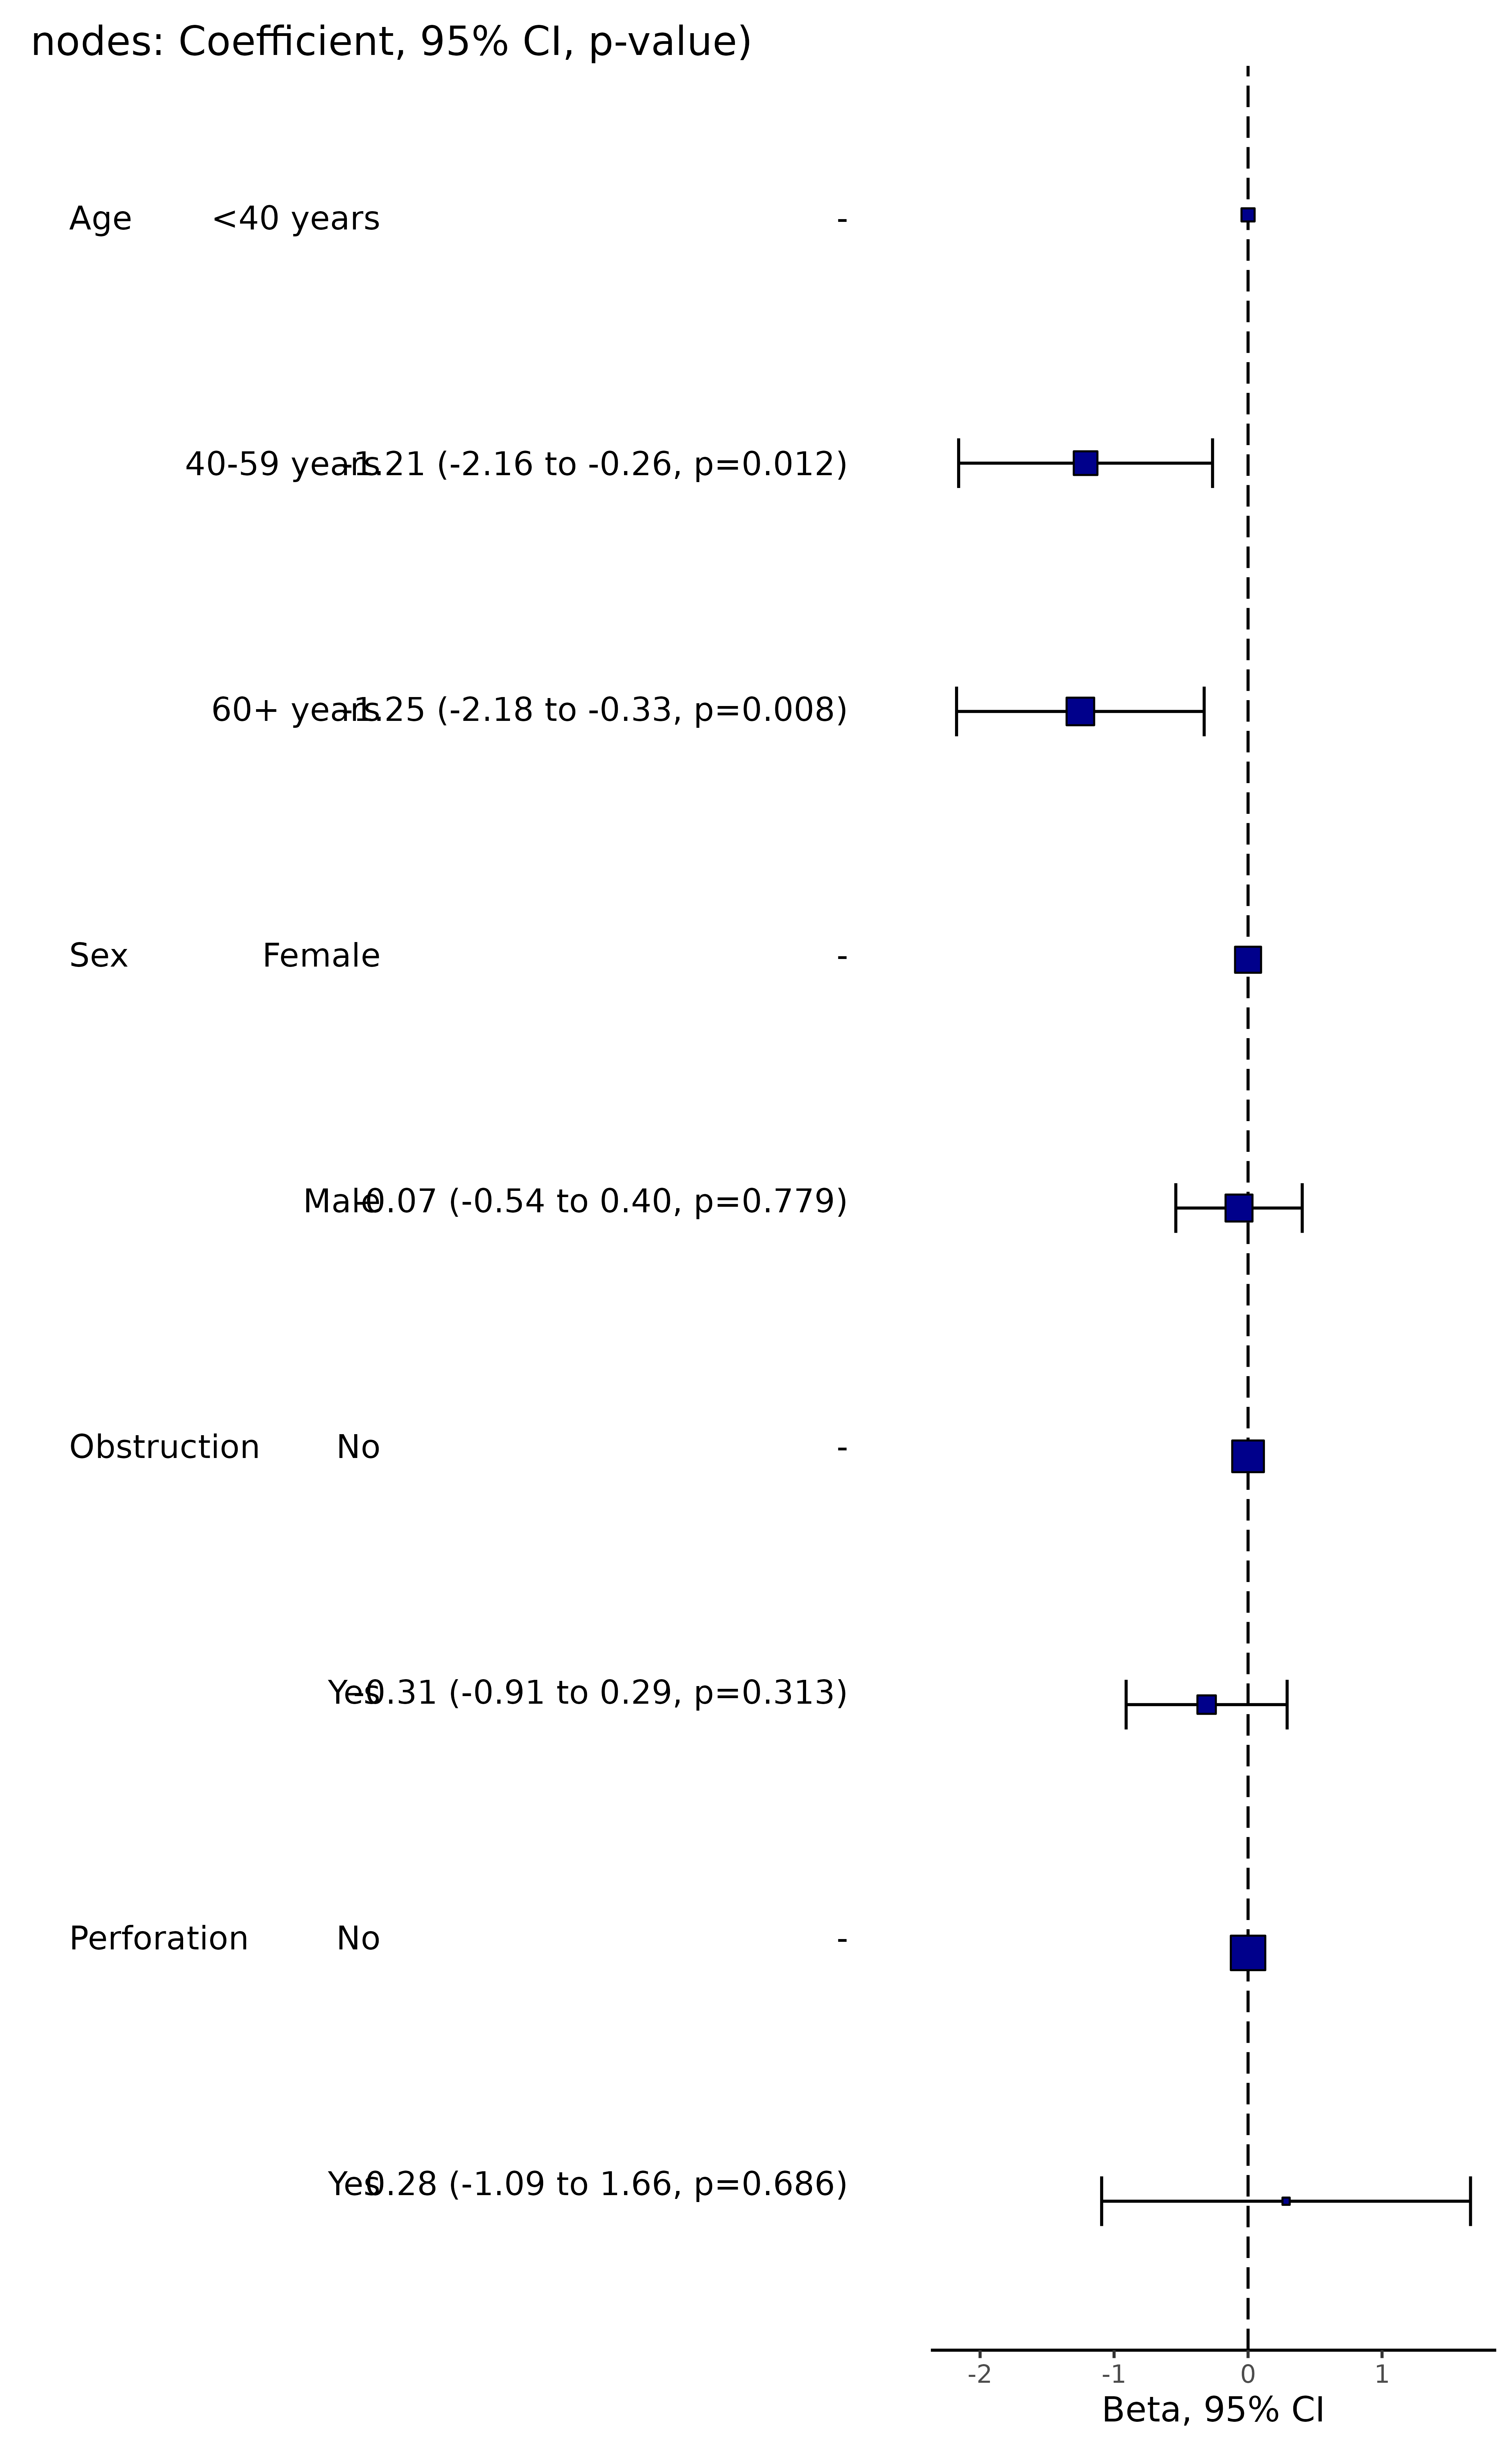 nodes: Coefficient, 95% CI, p-value)
Age <40 years -
40-59 years -1.21 (-2.16 to -0.26, p=0.012)
60+ years -1.25 (-2.18 to -0.33, p=0.008)
Sex Female -
Male -0.07 (-0.54 to 0.40, p=0.779)
Obstruction No -
Yes -0.31 (-0.91 to 0.29, p=0.313)
Perforation No -
Yes 0.28 (-1.09 to 1.66, p=0.686)
-2 -1 0 1
Beta, 95% CI